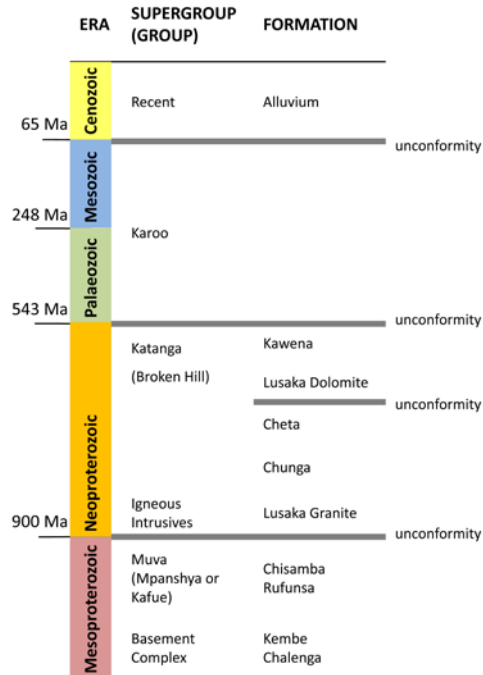 ERA
SUPERGROUP
(GROUP)
FORMATION
Cenozoic
Recent
Alluvium
65 Ma
unconformity
Mesozoic
248 Ma
Karoo
Palaeozoic
543 Ma
unconformity
Kawena
Katanga
(Broken Hill)
Lusaka Dolomite
unconformity
Cheta
Neoproterozoic
Chunga
Igneous
Intrusives
Lusaka Granite
900 Ma
unconformity
Mesoproterozoic
Muva
(Mpanshya or
Kafue)
Chisamba
Rufunsa
Basement
Complex
Kembe
Chalenga